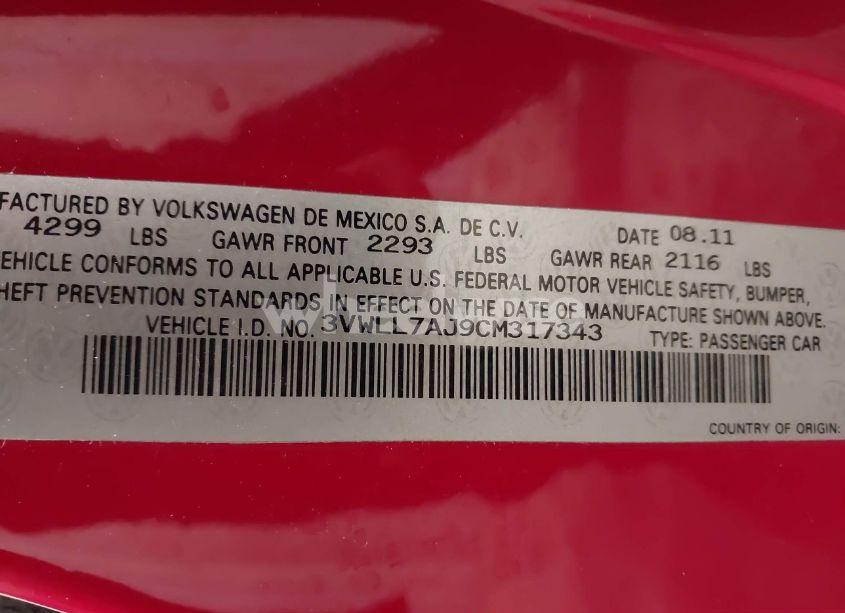 FACTURED BY VOLKSWAGEN DE MEXICO S.A. DE C.V. DATE 08.11
4299 LBS GAWR FRONT 2293 LBS GAWR REAR 2116 LBS
VEHICLE CONFORMS TO ALL APPLICABLE U.S. FEDERAL MOTOR VEHICLE SAFETY, BUMPER,
HEFT PREVENTION STANDARDS IN EFFECT ON THE DATE OF MANUFACTURE SHOWN ABOVE.
VEHICLE I.D. NO. 3VWLL7AJ9CM317343 TYPE: PASSENGER CAR
COUNTRY OF ORIGIN: